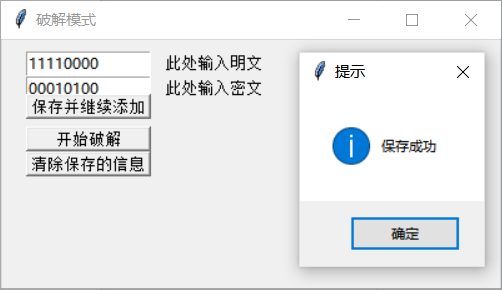 破解模式
11110000 此处输入明文
00010100 此处输入密文
保存并继续添加
开始破解
清除保存的信息
提示
i
保存成功
确定